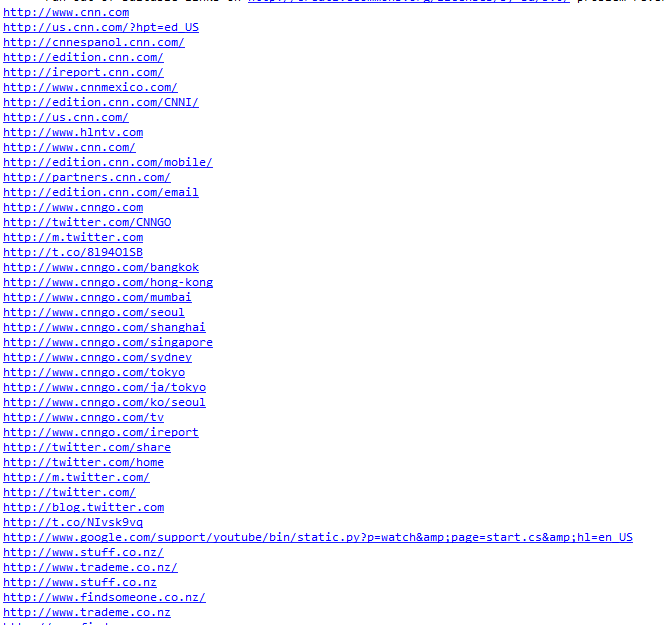 http://www.cnn.com
http://us.cnn.com/?hpt=ed_US
http://cnnespanol.cnn.com/
http://edition.cnn.com/
http://ireport.cnn.com/
http://www.cnnmexico.com/
http://edition.cnn.com/CNNI/
http://us.cnn.com/
http://www.hlntv.com
http://www.cnn.com/
http://edition.cnn.com/mobile/
http://partners.cnn.com/
http://edition.cnn.com/email
http://www.cnngo.com
http://twitter.com/CNNGO
http://m.twitter.com
http://t.co/8l94O1SB
http://www.cnngo.com/bangkok
http://www.cnngo.com/hong-kong
http://www.cnngo.com/mumbai
http://www.cnngo.com/seoul
http://www.cnngo.com/shanghai
http://www.cnngo.com/singapore
http://www.cnngo.com/sydney
http://www.cnngo.com/tokyo
http://www.cnngo.com/ja/tokyo
http://www.cnngo.com/ko/seoul
http://www.cnngo.com/tv
http://www.cnngo.com/ireport
http://twitter.com/share
http://twitter.com/home
http://m.twitter.com/
http://twitter.com/
http://blog.twitter.com
http://t.co/NIvsk9vq
http://www.google.com/support/youtube/bin/static.py?p=watch&amp;page=start.cs&amp;hl=en_US
http://www.stuff.co.nz/
http://www.trademe.co.nz/
http://www.stuff.co.nz
http://www.findsomeone.co.nz/
http://www.trademe.co.nz